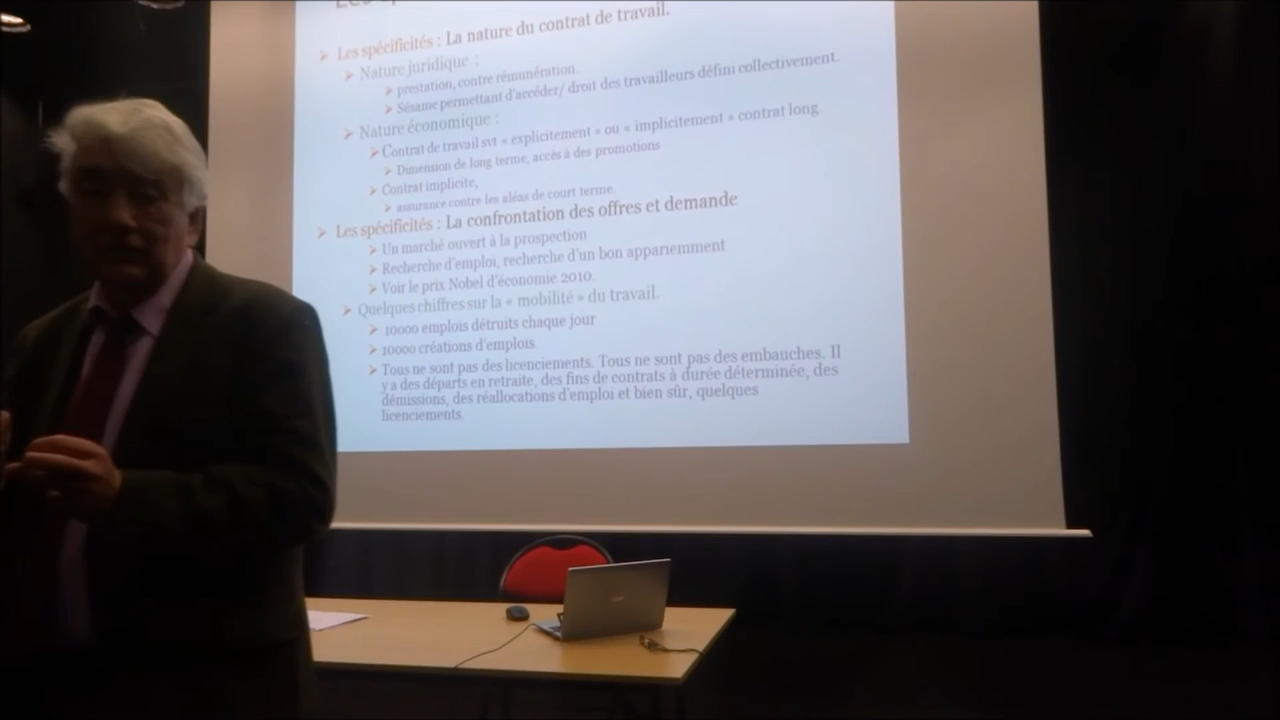 Les spécificités : La nature du contrat de travail.
Nature juridique :
prestation, contre rémunération.
Sésame permettant d'accéder/ droit des travailleurs défini collectivement.
Nature économique :
Contrat de travail svt « explicitement » ou « implicitement » contrat long.
Dimension de long terme, accès à des promotions
Contrat implicite,
assurance contre les aléas de court terme.
Les spécificités : La confrontation des offres et demande
Un marché ouvert à la prospection
Recherche d'emploi, recherche d'un bon appariemment
Voir le prix Nobel d'économie 2010.
Quelques chiffres sur la « mobilité » du travail.
10000 emplois détruits chaque jour
10000 créations d'emplois.
Tous ne sont pas des licenciements. Tous ne sont pas des embauches. Il
y a des départs en retraite, des fins de contrats à durée déterminée, des
démissions, des réallocations d'emploi et bien sûr, quelques
licenciements.